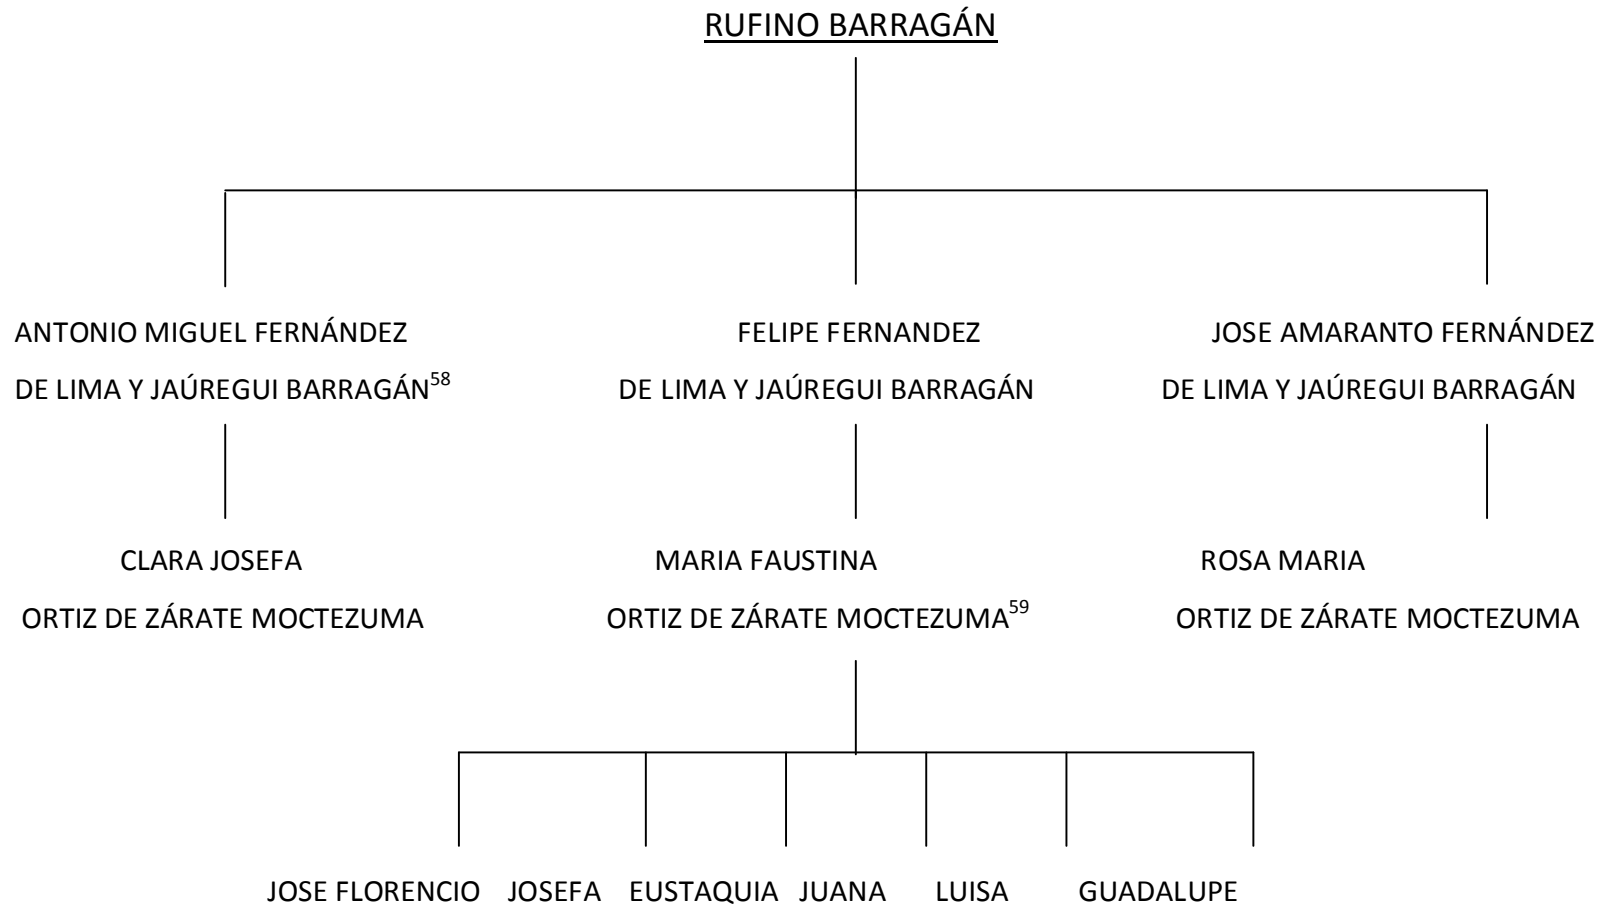 RUFINO BARRAGÁN
ANTONIO MIGUEL FERNÁNDEZ
DE LIMA Y JAÚREGUI BARRAGÁN58
FELIPE FERNANDEZ
DE LIMA Y JAÚREGUI BARRAGÁN
JOSE AMARANTO FERNÁNDEZ
DE LIMA Y JAÚREGUI BARRAGÁN
CLARA JOSEFA
ORTIZ DE ZÁRATE MOCTEZUMA
MARIA FAUSTINA
ORTIZ DE ZÁRATE MOCTEZUMA59
ROSA MARIA
ORTIZ DE ZÁRATE MOCTEZUMA
JOSE FLORENCIO JOSEFA EUSTAQUIA JUANA LUISA GUADALUPE